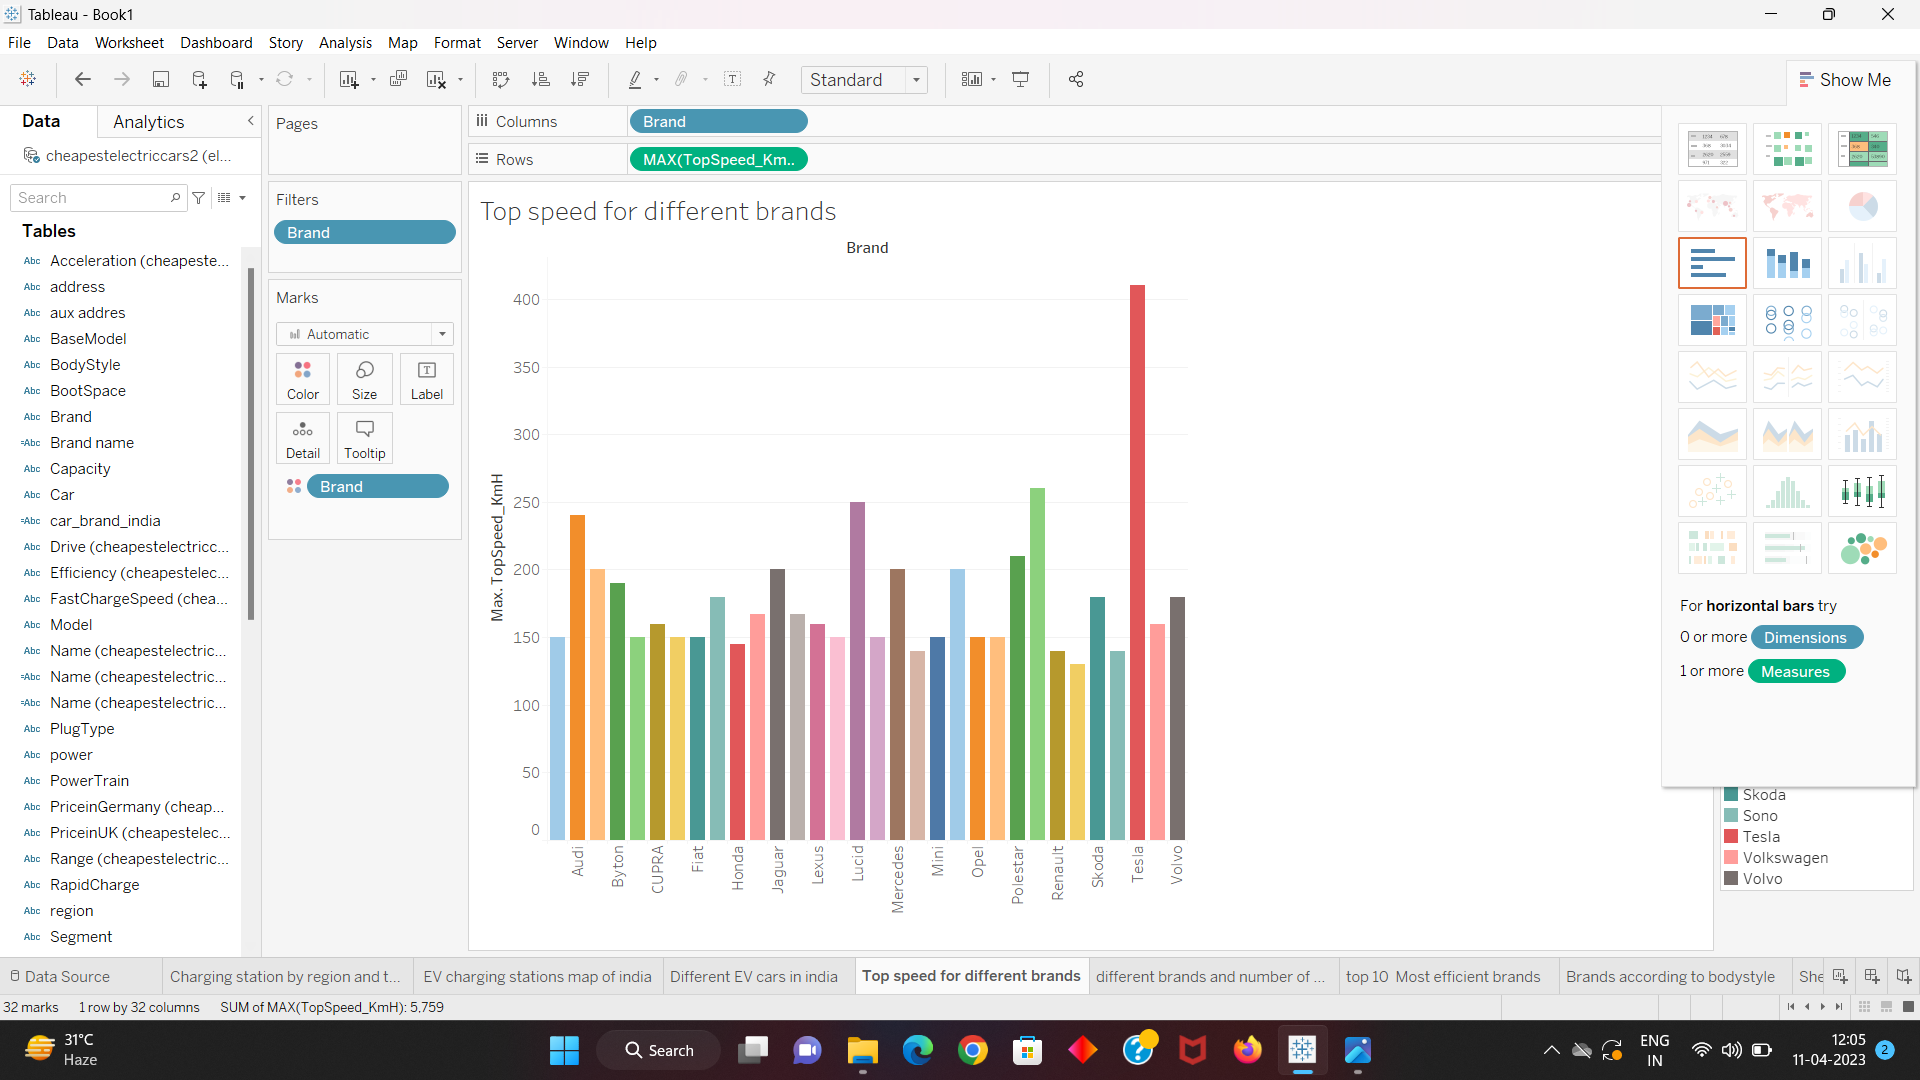 Tableau - Book1
File Data Worksheet Dashboard Story Analysis Map Format Server Window Help
Standard
Show Me
Data Analytics
cheapestelectriccars2 (el...
Search
Tables
Abc Acceleration (cheapeste...
Abc address
Abc aux addres
Abc BaseModel
Abc BodyStyle
Abc BootSpace
Abc Brand
=Abc Brand name
Abc Capacity
Abc Car
=Abc car_brand_india
Abc Drive (cheapestelectricc...
Abc Efficiency (cheapestelec...
Abc FastChargeSpeed (chea...
Abc Model
Abc Name (cheapestelectric...
=Abc Name (cheapestelectric...
=Abc Name (cheapestelectric...
Abc PlugType
Abc power
Abc PowerTrain
Abc PriceinGermany (cheap...
Abc PriceinUK (cheapestelec...
Abc Range (cheapestelectric...
Abc RapidCharge
Abc region
Abc Segment
Pages
Filters
Brand
Marks
Automatic
Color Size Label
Detail Tooltip
Brand
Columns Brand
Rows MAX(TopSpeed_Km..
Top speed for different brands
Brand
Max. TopSpeed_KmH
400
350
300
250
200
150
100
50
0
Audi
Byton
CUPRA
Fiat
Honda
Jaguar
Lexus
Lucid
Mercedes
Mini
Opel
Polestar
Renault
Skoda
Tesla
Volvo
For horizontal bars try
0 or more Dimensions
1 or more Measures
Skoda
Sono
Tesla
Volkswagen
Volvo
Data Source Charging station by region and t... EV charging stations map of india Different EV cars in india Top speed for different brands different brands and number of ... top 10 Most efficient brands Brands according to bodystyle She
32 marks 1 row by 32 columns SUM of MAX(TopSpeed_KmH): 5,759
31°C
Haze
Search
ENG
IN
12:05
11-04-2023
2